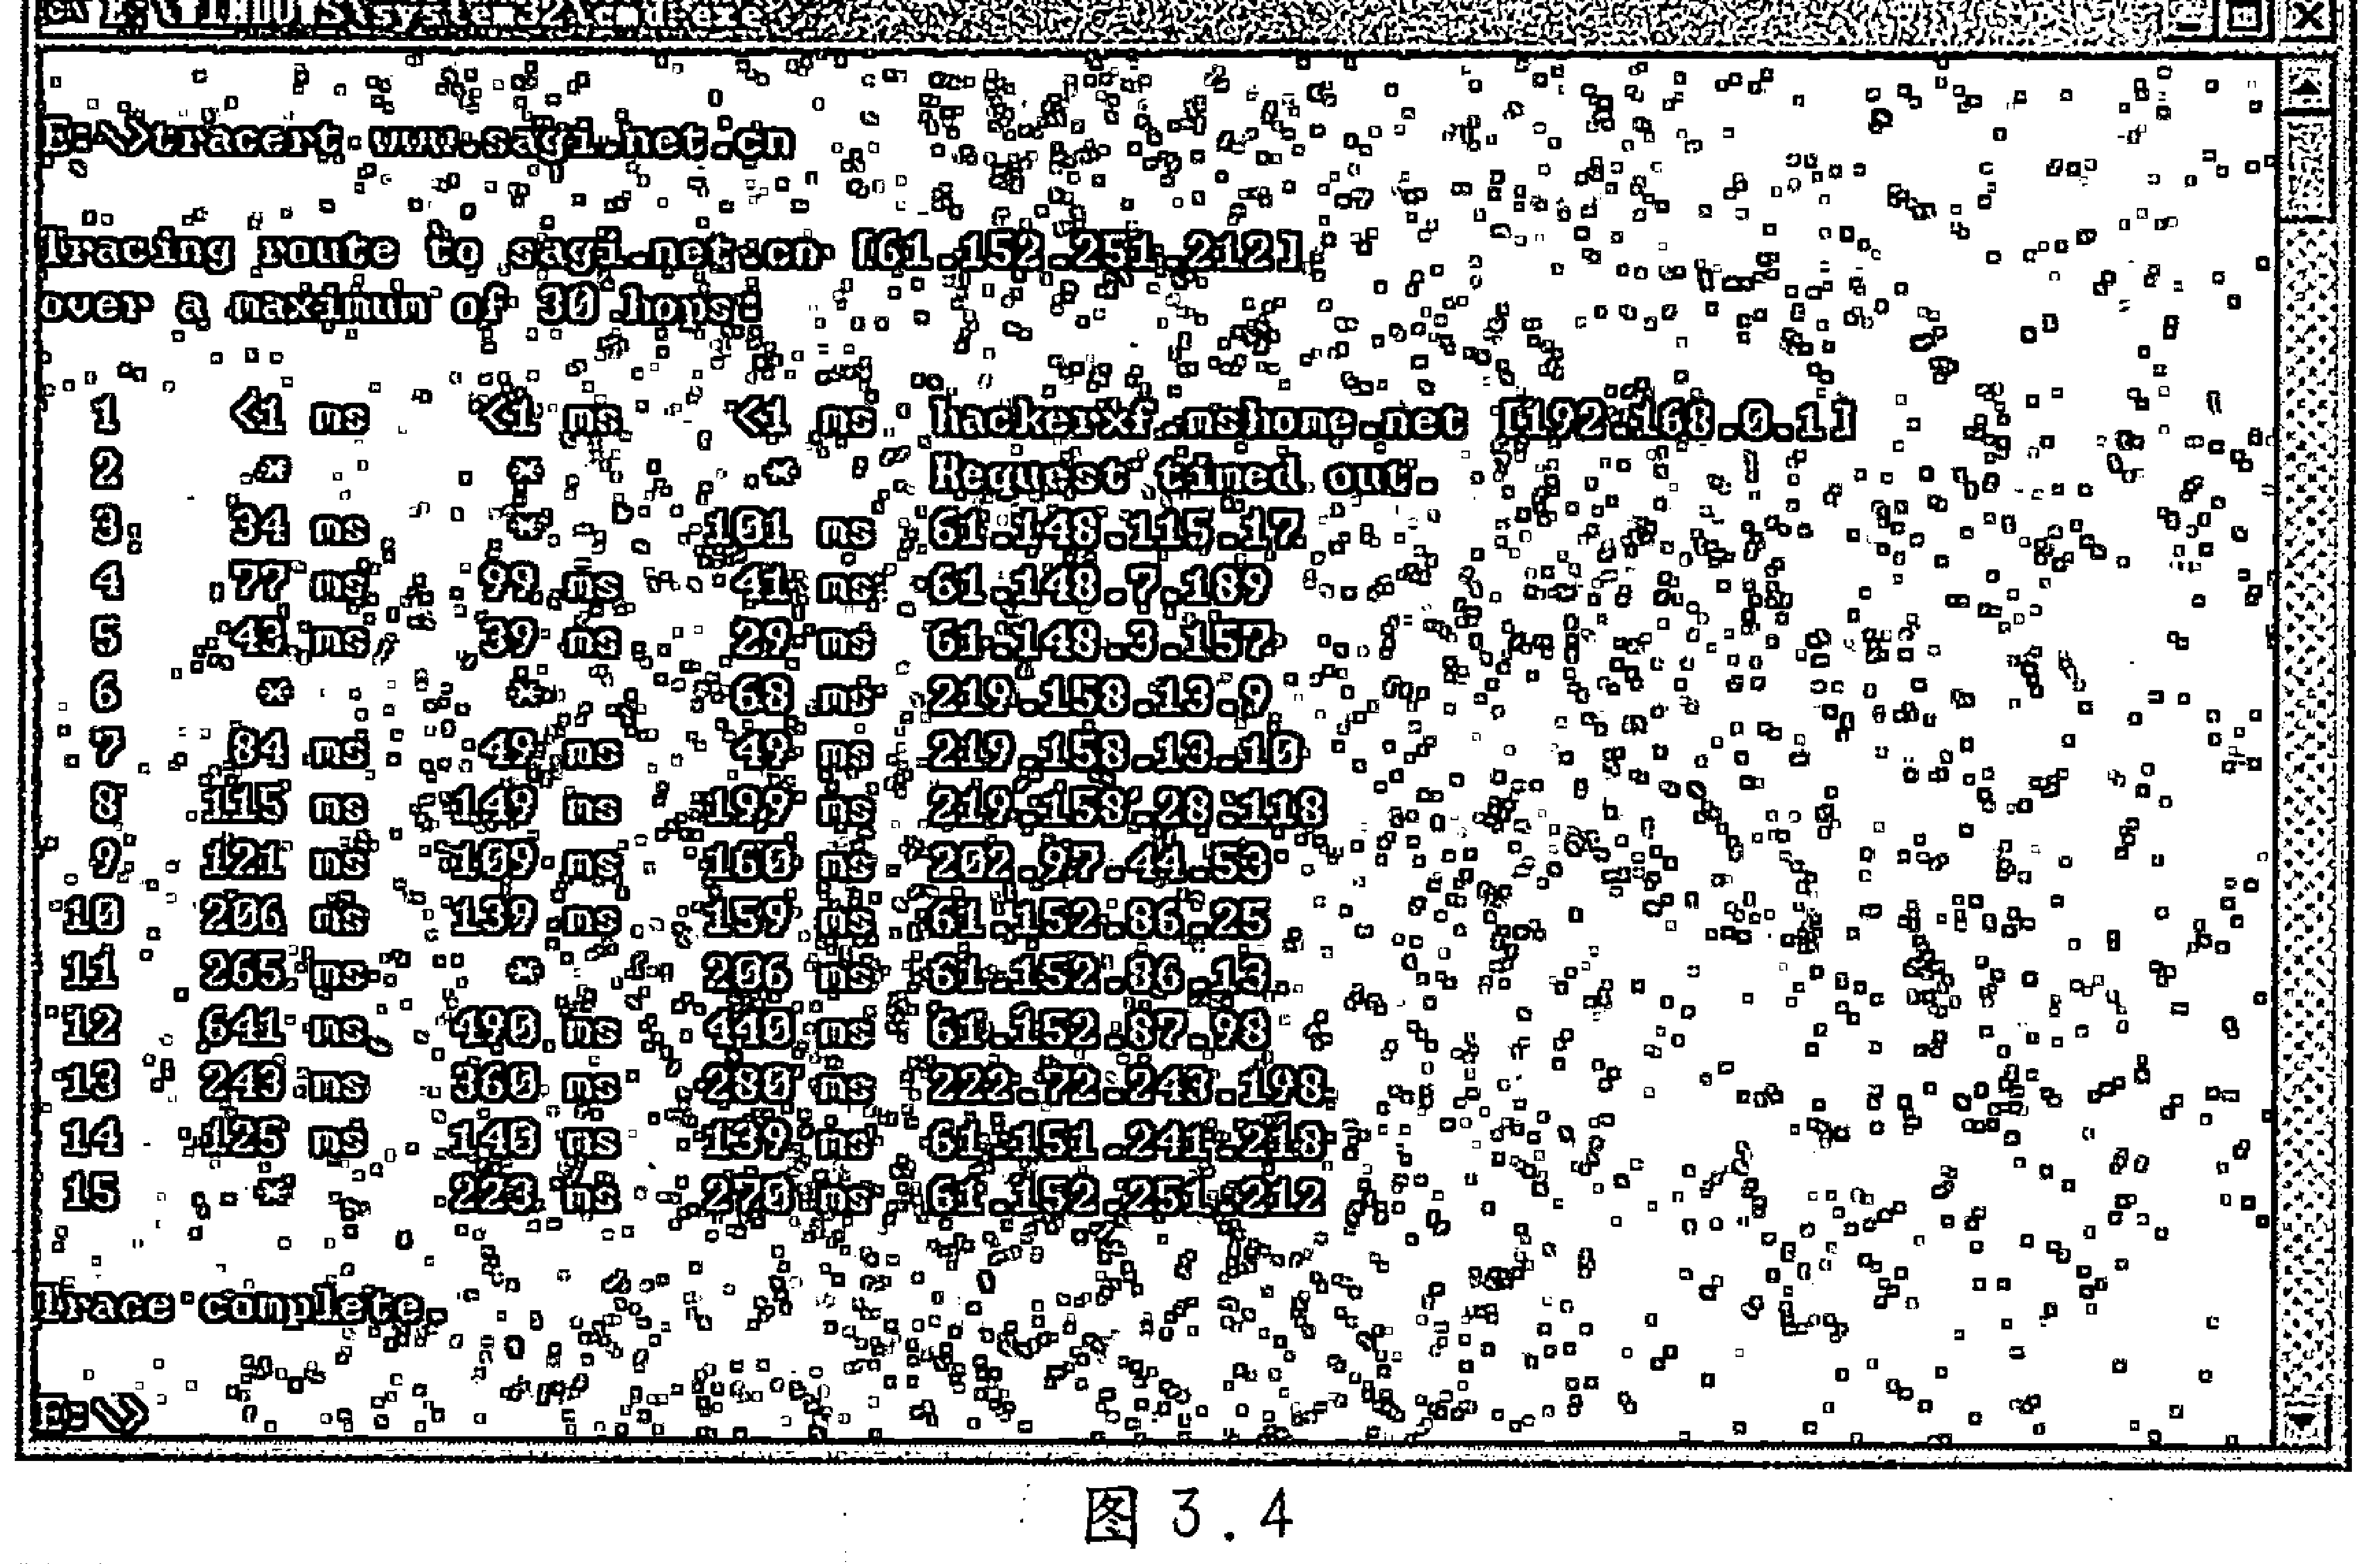 E:\WINDOWS\system32\cmd.exe
E:\>tracert www.sagi.net.cn
Tracing route to sagi.net.cn [61.152.251.212]
over a maximum of 30 hops:
1 <1 ms <1 ms <1 ms hackerxf.mshome.net [192.168.0.1]
2 * * * Request timed out.
3 34 ms * 101 ms 61.148.115.17
4 77 ms 99 ms 41 ms 61.148.7.189
5 43 ms 39 ms 29 ms 61.148.3.157
6 * * 68 ms 219.158.13.9
7 84 ms 49 ms 49 ms 219.158.13.10
8 115 ms 149 ms 199 ms 219.158.28.118
9 121 ms 109 ms 160 ms 202.97.44.53
10 206 ms 139 ms 159 ms 61.152.86.25
11 265 ms * 206 ms 61.152.86.13
12 641 ms 490 ms 440 ms 61.152.87.98
13 243 ms 360 ms 280 ms 222.72.243.198
14 125 ms 140 ms 139 ms 61.151.241.218
15 * 223 ms 270 ms 61.152.251.212
Trace complete.
E:\>
图 3.4